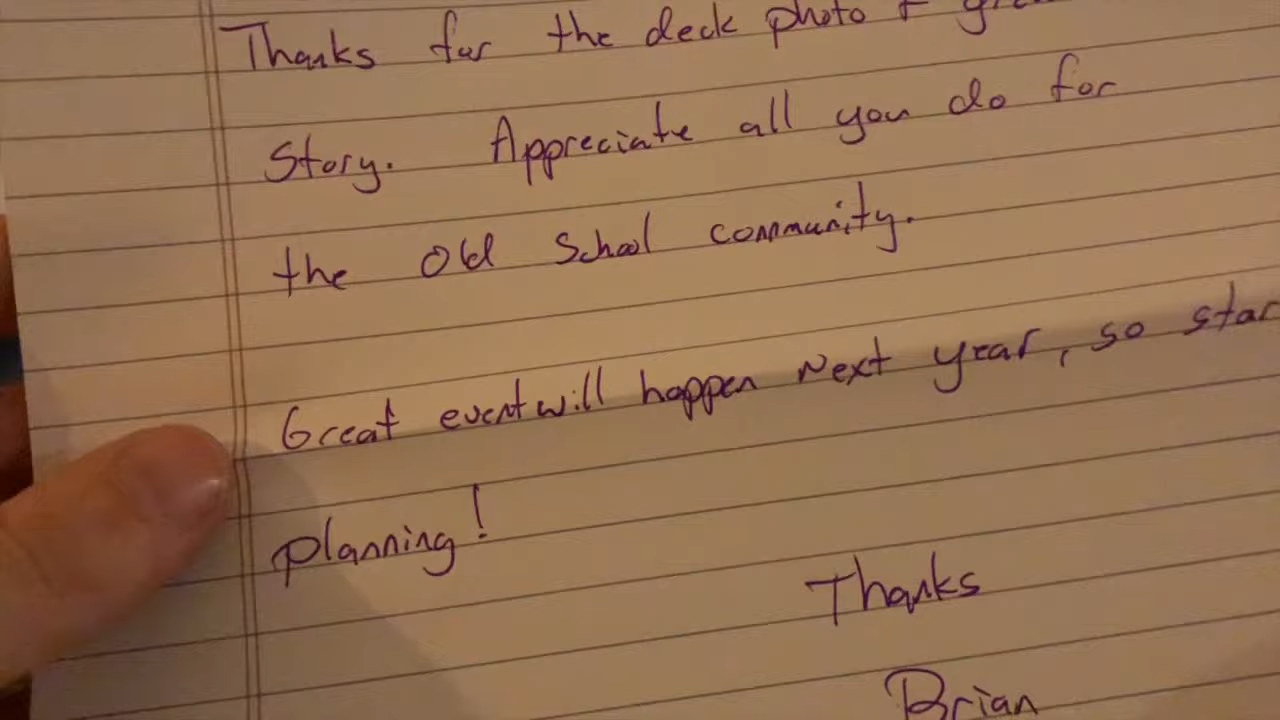 Thanks for the deck photo +
Story. Appreciate all you do for
the Old School community.
Great event will happen Next year, so
planning!
Thanks
Brian